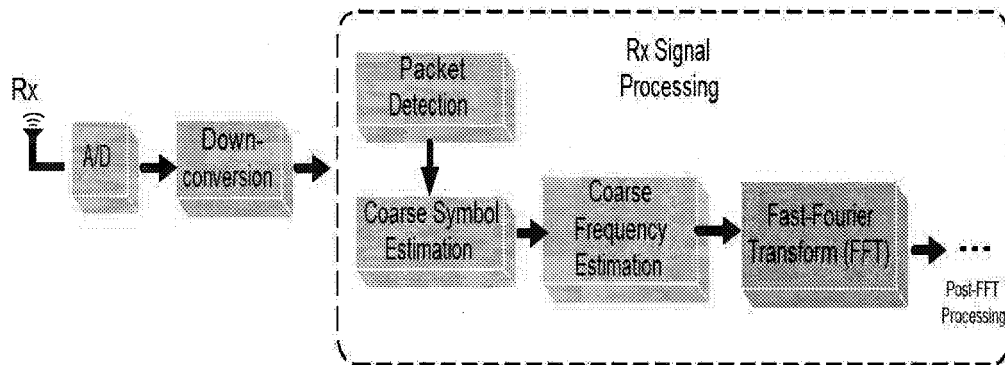 Rx
A/D
Down-
conversion
Packet
Detection
Rx Signal
Processing
Coarse Symbol
Estimation
Coarse
Frequency
Estimation
Fast-Fourier
Transform (FFT)
...
Post-FFT
Processing